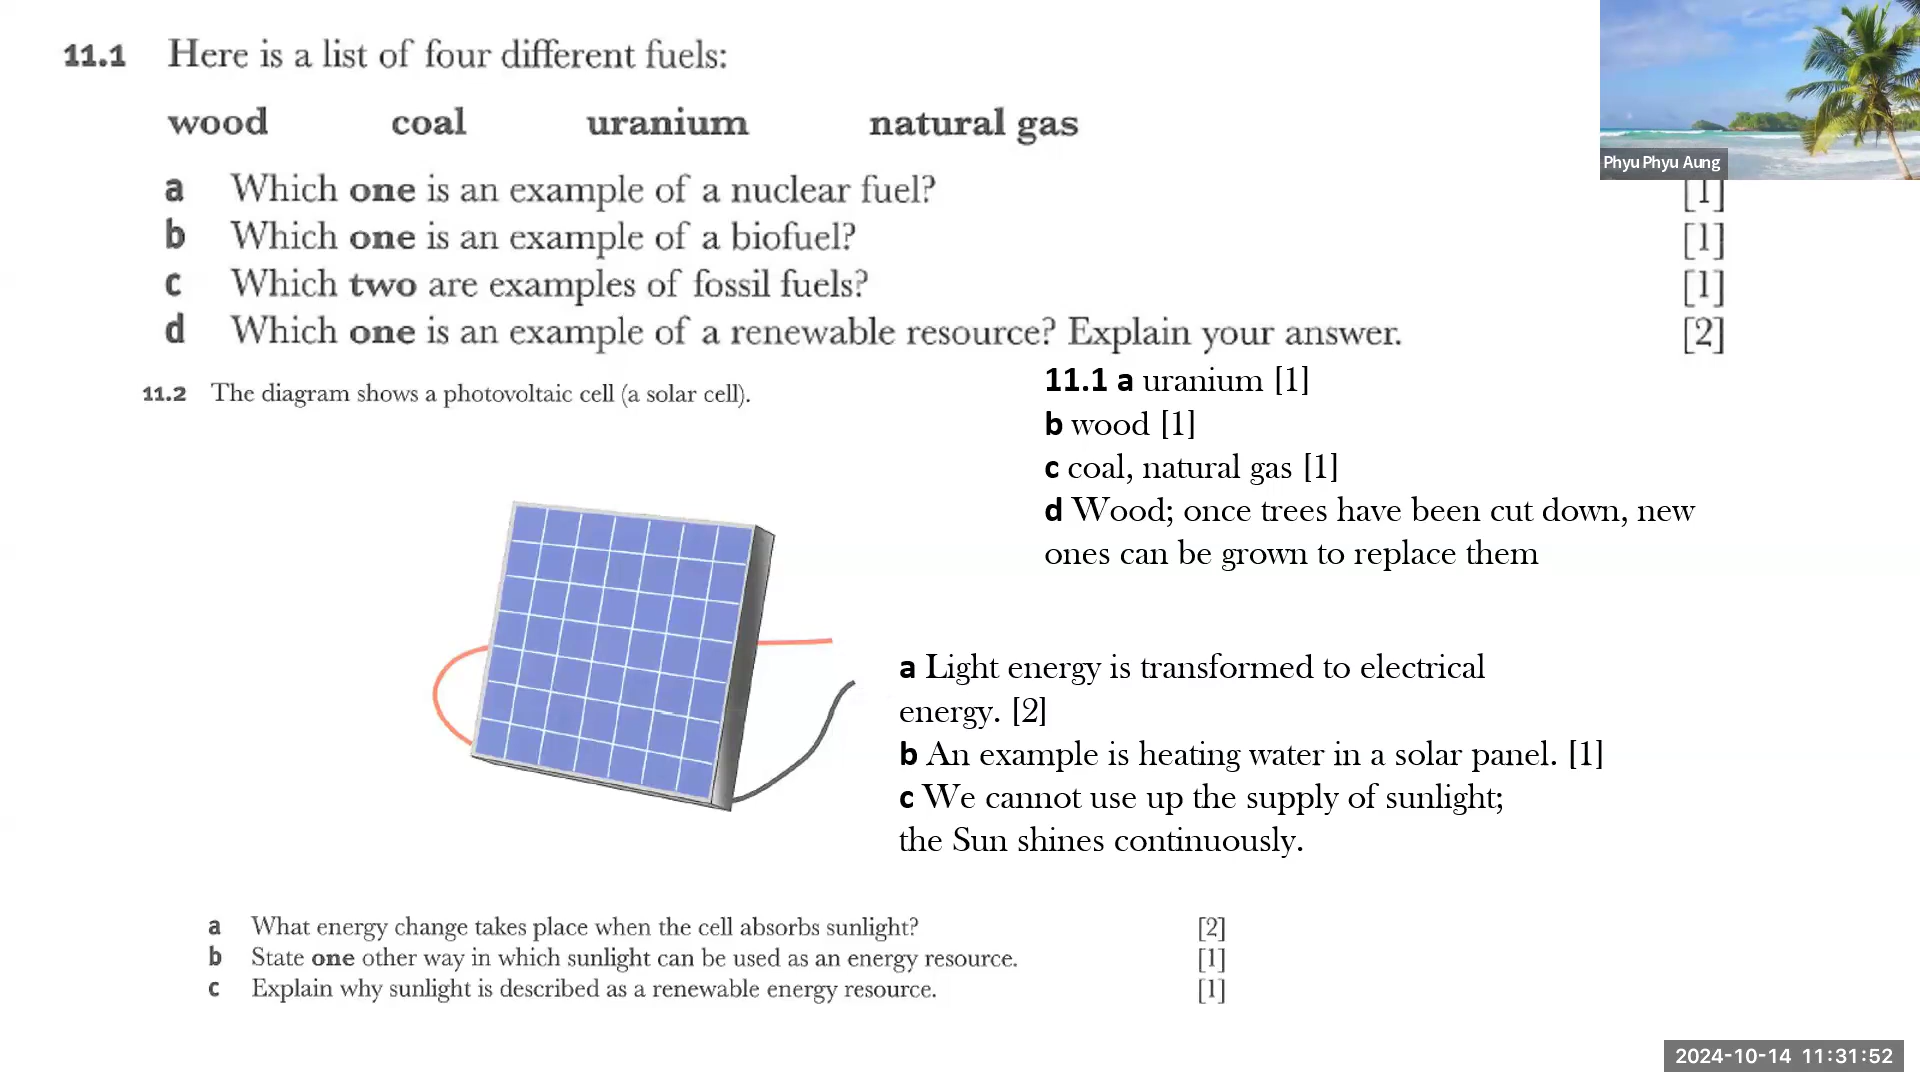 11.1 Here is a list of four different fuels:
wood coal uranium natural gas
Phyu Phyu Aung
a Which one is an example of a nuclear fuel? [1]
b Which one is an example of a biofuel? [1]
c Which two are examples of fossil fuels? [1]
d Which one is an example of a renewable resource? Explain your answer. [2]
11.1 a uranium [1]
b wood [1]
c coal, natural gas [1]
d Wood; once trees have been cut down, new
ones can be grown to replace them
11.2 The diagram shows a photovoltaic cell (a solar cell).
a Light energy is transformed to electrical
energy. [2]
b An example is heating water in a solar panel. [1]
c We cannot use up the supply of sunlight;
the Sun shines continuously.
a What energy change takes place when the cell absorbs sunlight? [2]
b State one other way in which sunlight can be used as an energy resource. [1]
c Explain why sunlight is described as a renewable energy resource. [1]
2024-10-14 11:31:52